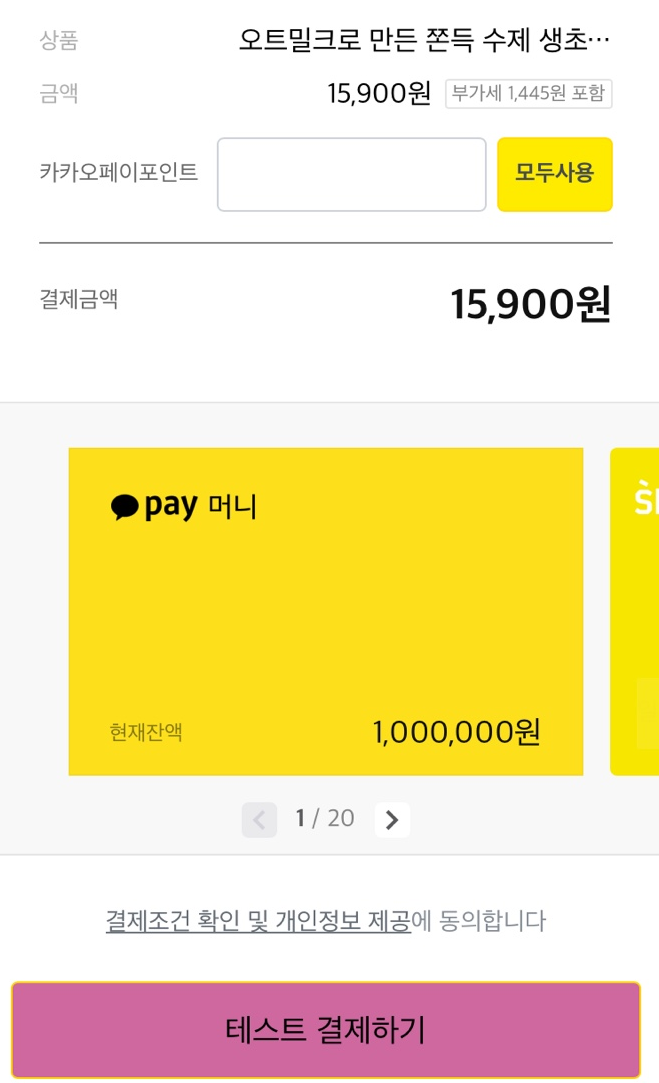 상품 오트밀크로 만든 쫀득 수제 생초…
금액 15,900원 부가세 1,445원 포함
카카오페이포인트 모두사용
결제금액 15,900원
pay 머니
현재잔액 1,000,000원
1 / 20
결제조건 확인 및 개인정보 제공에 동의합니다
테스트 결제하기